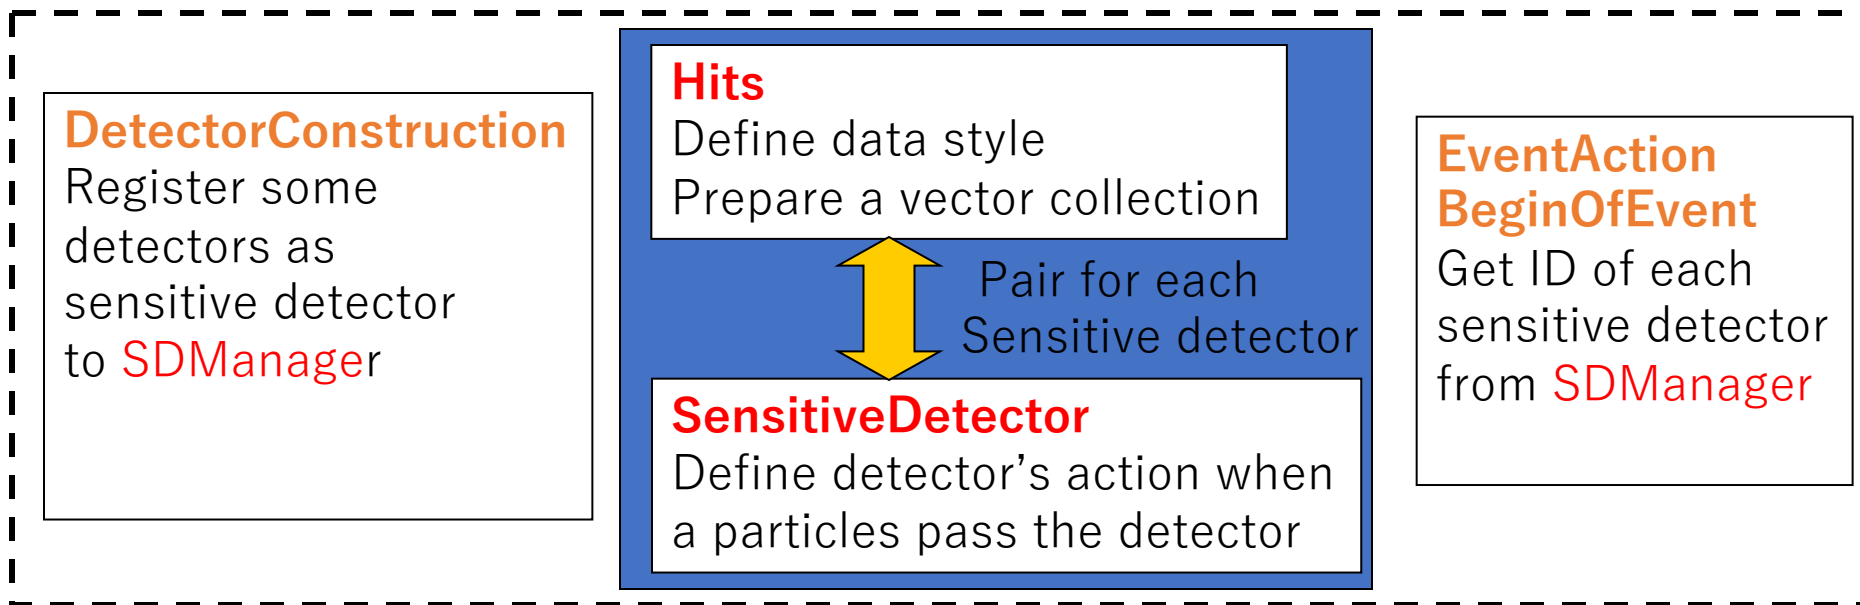 DetectorConstruction
Register some
detectors as
sensitive detector
to SDManager
Hits
Define data style
Prepare a vector collection
Pair for each
Sensitive detector
SensitiveDetector
Define detector’s action when
a particles pass the detector
EventAction
BeginOfEvent
Get ID of each
sensitive detector
from SDManager